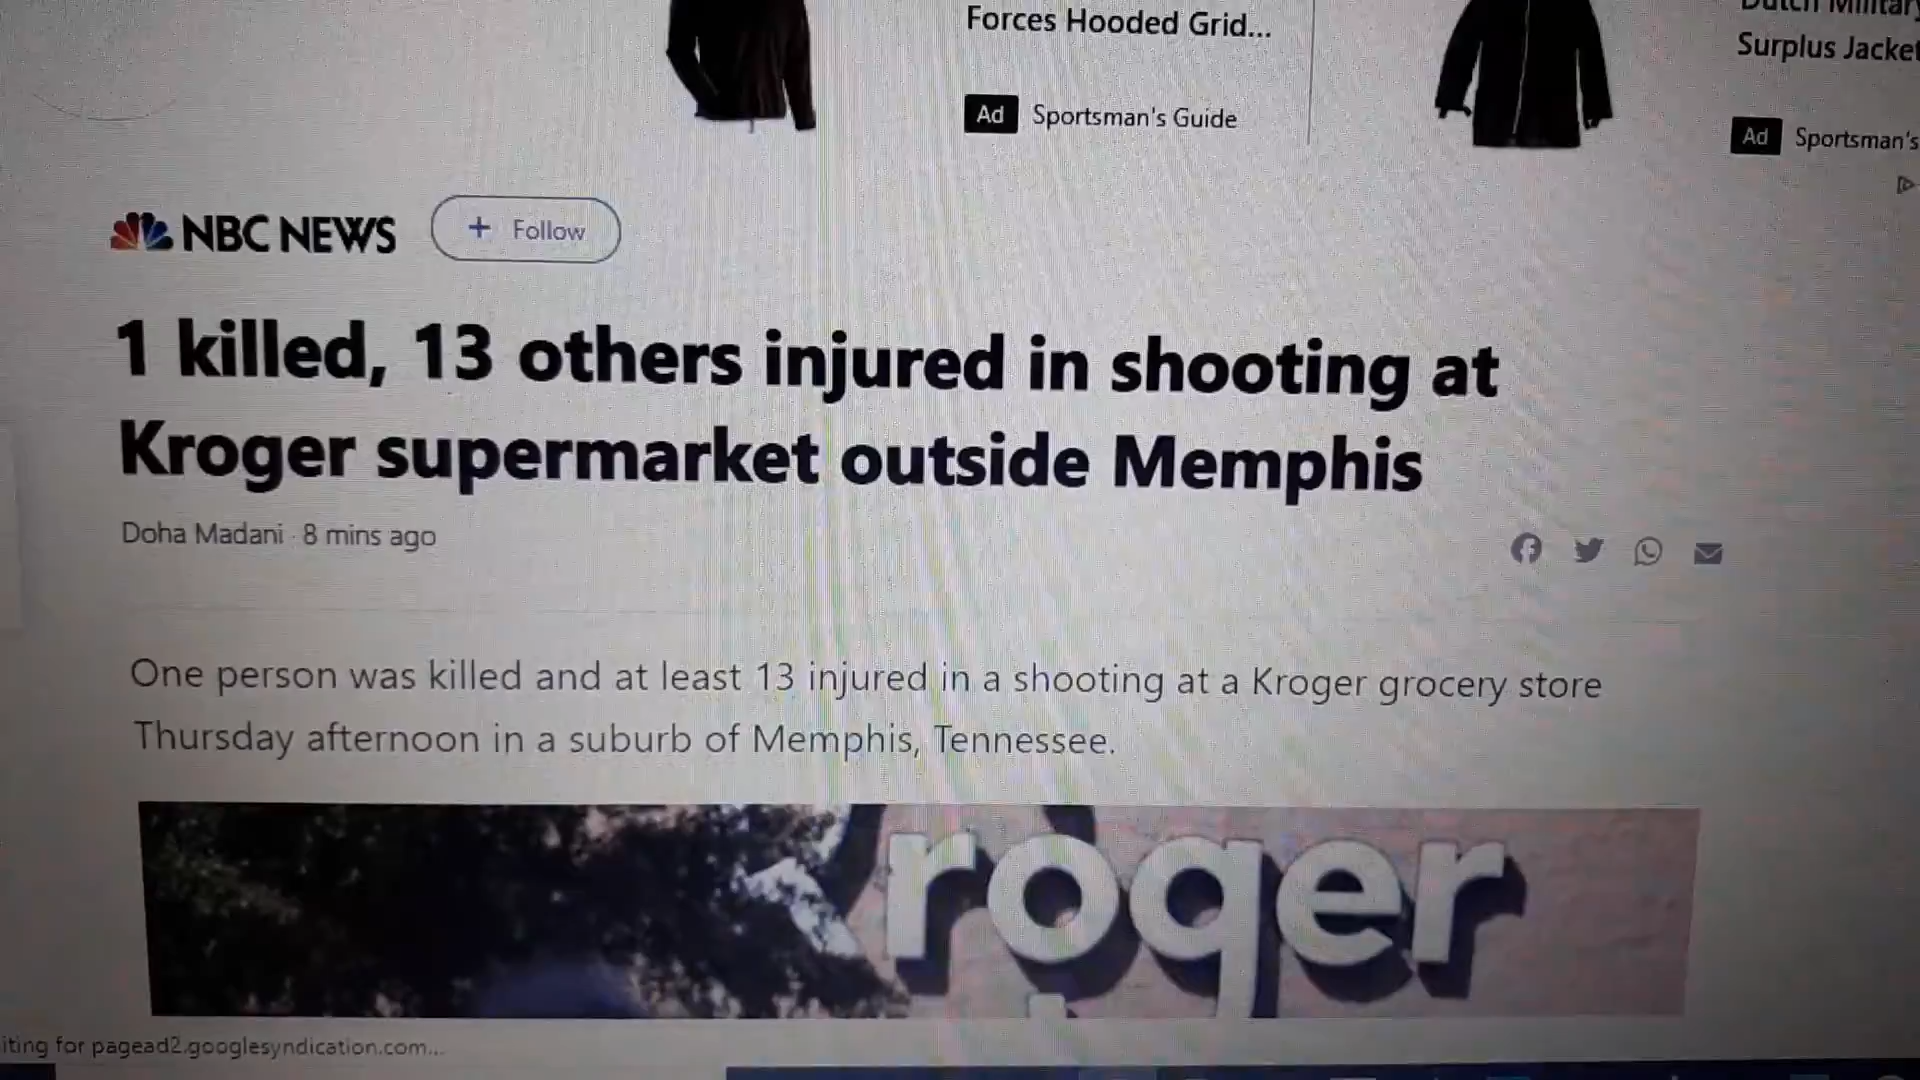 Forces Hooded Grid...
Surplus Jacket
Ad Sportsman's Guide
Ad Sportsman's
NBC NEWS
+ Follow
1 killed, 13 others injured in shooting at
Kroger supermarket outside Memphis
Doha Madani · 8 mins ago
One person was killed and at least 13 injured in a shooting at a Kroger grocery store
Thursday afternoon in a suburb of Memphis, Tennessee.
roger
iting for pagead2.googlesyndication.com...